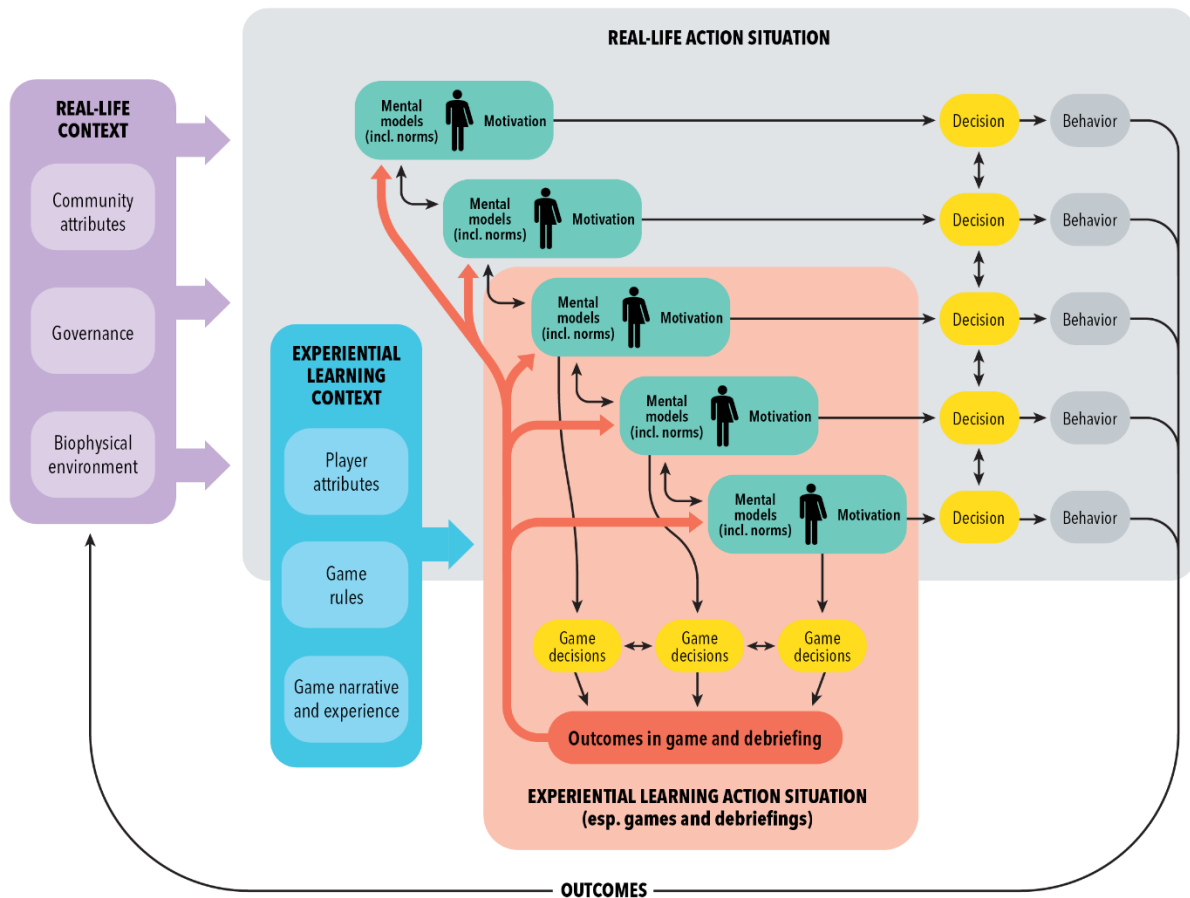 REAL-LIFE ACTION SITUATION
REAL-LIFE
CONTEXT
Community
attributes
Governance
Biophysical
environment
EXPERIENTIAL
LEARNING
CONTEXT
Player
attributes
Game
rules
Game narrative
and experience
Mental
models
(incl. norms)
Motivation
Decision
Behavior
Mental
models
(incl. norms)
Motivation
Decision
Behavior
Mental
models
(incl. norms)
Motivation
Decision
Behavior
Mental
models
(incl. norms)
Motivation
Decision
Behavior
Mental
models
(incl. norms)
Motivation
Decision
Behavior
Game
decisions
Game
decisions
Game
decisions
Outcomes in game and debriefing
EXPERIENTIAL LEARNING ACTION SITUATION
(esp. games and debriefings)
OUTCOMES